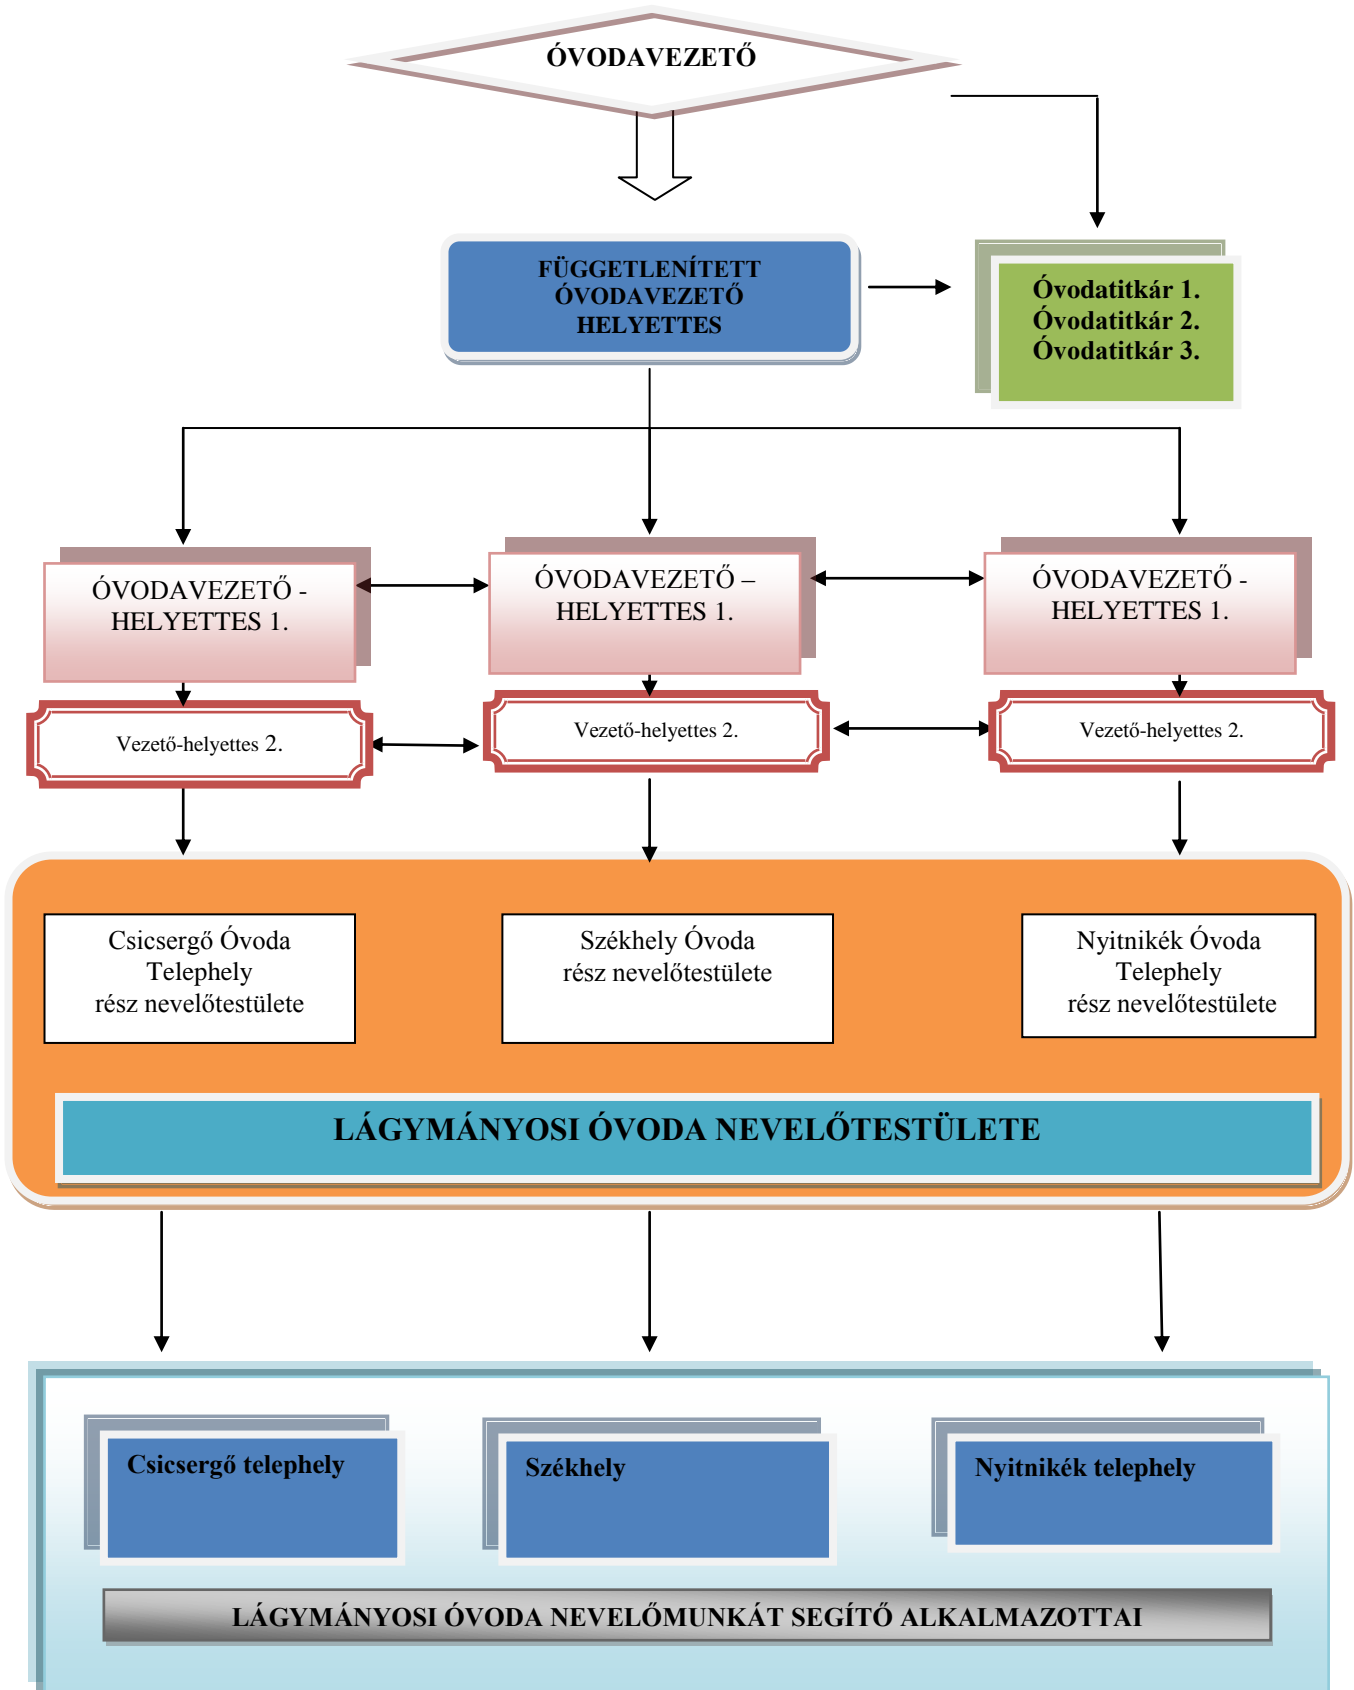 ÓVODAVEZETŐ
FÜGGETLENÍTETT
ÓVODAVEZETŐ
HELYETTES
Óvodatitkár 1.
Óvodatitkár 2.
Óvodatitkár 3.
ÓVODAVEZETŐ -
HELYETTES 1.
ÓVODAVEZETŐ –
HELYETTES 1.
ÓVODAVEZETŐ -
HELYETTES 1.
Vezető-helyettes 2.
Vezető-helyettes 2.
Vezető-helyettes 2.
Csicsergő Óvoda
Telephely
rész nevelőtestülete
Székhely Óvoda
rész nevelőtestülete
Nyitnikék Óvoda
Telephely
rész nevelőtestülete
LÁGYMÁNYOSI ÓVODA NEVELŐTESTÜLETE
Csicsergő telephely
Székhely
Nyitnikék telephely
LÁGYMÁNYOSI ÓVODA NEVELŐMUNKÁT SEGÍTŐ ALKALMAZOTTAI